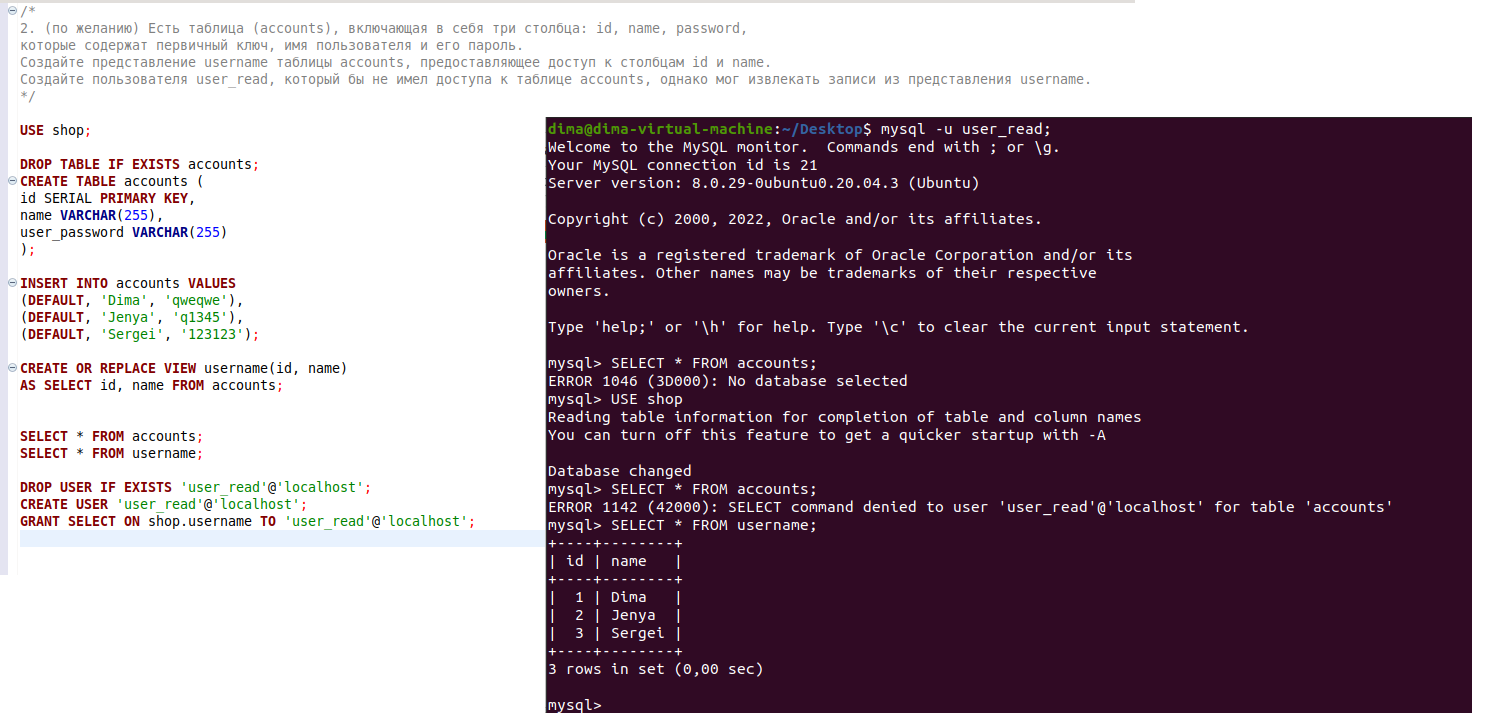 /*
2. (по желанию) Есть таблица (accounts), включающая в себя три столбца: id, name, password,
которые содержат первичный ключ, имя пользователя и его пароль.
Создайте представление username таблицы accounts, предоставляющее доступ к столбцам id и name.
Создайте пользователя user_read, который бы не имел доступа к таблице accounts, однако мог извлекать записи из представления username.
*/
USE shop;
DROP TABLE IF EXISTS accounts;
CREATE TABLE accounts (
id SERIAL PRIMARY KEY,
name VARCHAR(255),
user_password VARCHAR(255)
);
INSERT INTO accounts VALUES
(DEFAULT, 'Dima', 'qweqwe'),
(DEFAULT, 'Jenya', 'q1345'),
(DEFAULT, 'Sergei', '123123');
CREATE OR REPLACE VIEW username(id, name)
AS SELECT id, name FROM accounts;
SELECT * FROM accounts;
SELECT * FROM username;
DROP USER IF EXISTS 'user_read'@'localhost';
CREATE USER 'user_read'@'localhost';
GRANT SELECT ON shop.username TO 'user_read'@'localhost';
dima@dima-virtual-machine:~/Desktop$ mysql -u user_read;
Welcome to the MySQL monitor.  Commands end with ; or \g.
Your MySQL connection id is 21
Server version: 8.0.29-0ubuntu0.20.04.3 (Ubuntu)
Copyright (c) 2000, 2022, Oracle and/or its affiliates.
Oracle is a registered trademark of Oracle Corporation and/or its
affiliates. Other names may be trademarks of their respective
owners.
Type 'help;' or '\h' for help. Type '\c' to clear the current input statement.
mysql> SELECT * FROM accounts;
ERROR 1046 (3D000): No database selected
mysql> USE shop
Reading table information for completion of table and column names
You can turn off this feature to get a quicker startup with -A
Database changed
mysql> SELECT * FROM accounts;
ERROR 1142 (42000): SELECT command denied to user 'user_read'@'localhost' for table 'accounts'
mysql> SELECT * FROM username;
+----+--------+
| id | name   |
+----+--------+
|  1 | Dima   |
|  2 | Jenya  |
|  3 | Sergei |
+----+--------+
3 rows in set (0,00 sec)
mysql>